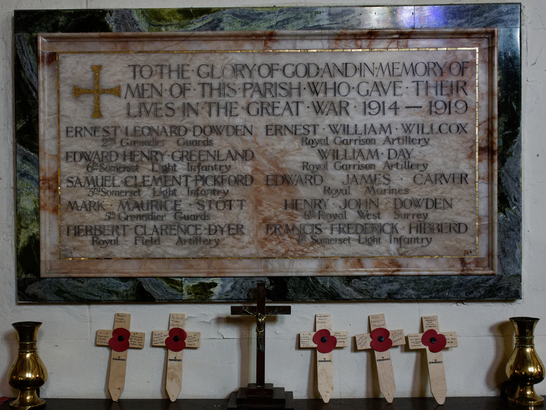 TO·THE·GLORY·OF·GOD·AND·IN·MEMORY·OF
MEN·OF·THIS·PARISH·WHO·GAVE·THEIR
LIVES·IN·THE·GREAT·WAR·1914—1919
ERNEST LEONARD DOWDEN
2nd Grenadier Guards
EDWARD HENRY GREENLAND
6th Somerset Light Infantry
SAMUEL CLEMENT PICKFORD
Somerset Light Infantry
MARK MAURICE STOTT
Grenadier Guards
HERBERT CLARENCE DYER
Royal Field Artillery
ERNEST WILLIAM WILLCOX
Royal Garrison Artillery
WILLIAM DAY
Royal Garrison Artillery
EDWARD JAMES CARVER
Royal Marines
HENRY JOHN DOWDEN
Royal West Surrey
FRANCIS FREDERICK HIBBERD
Somerset Light Infantry